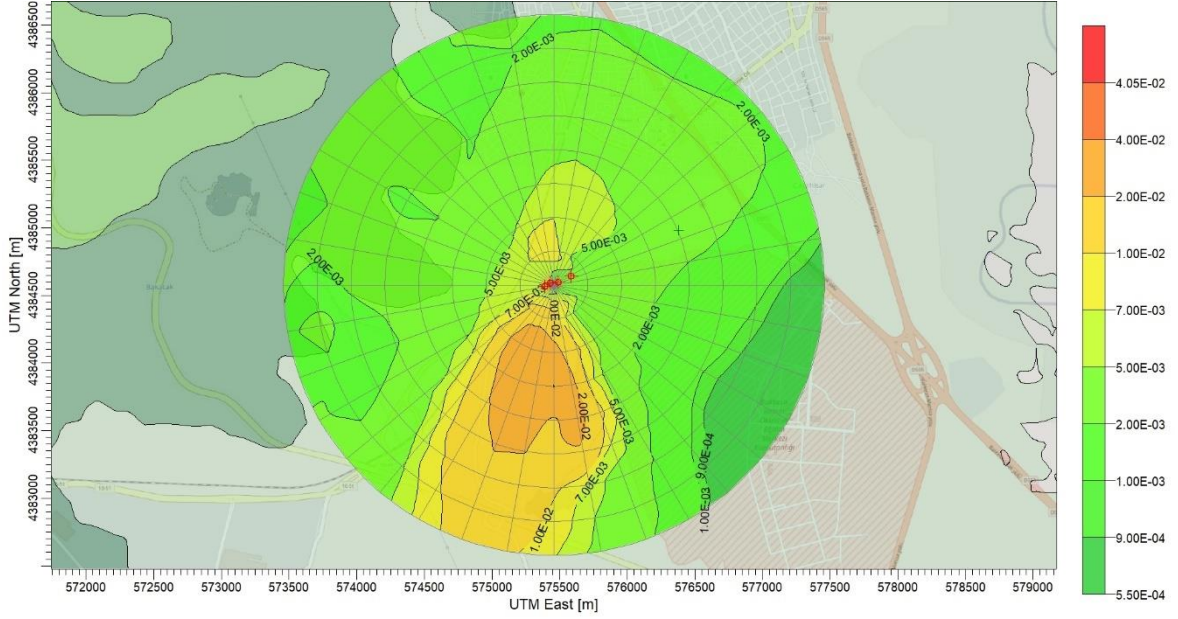 4386500
4386000
4385500
4385000
4384500
4384000
4383500
4383000
UTM North [m]
2.00E-03
2.00E-03
2.00E-03
5.00E-03
5.00E-03
7.00E-03
1.00E-02
2.00E-03
2.00E-02
5.00E-03
7.00E-03
1.00E-02
9.00E-04
1.00E-03
572000 572500 573000 573500 574000 574500 575000 575500 576000 576500 577000 577500 578000 578500 579000
UTM East [m]
4.05E-02
4.00E-02
2.00E-02
1.00E-02
7.00E-03
5.00E-03
2.00E-03
1.00E-03
9.00E-04
5.50E-04